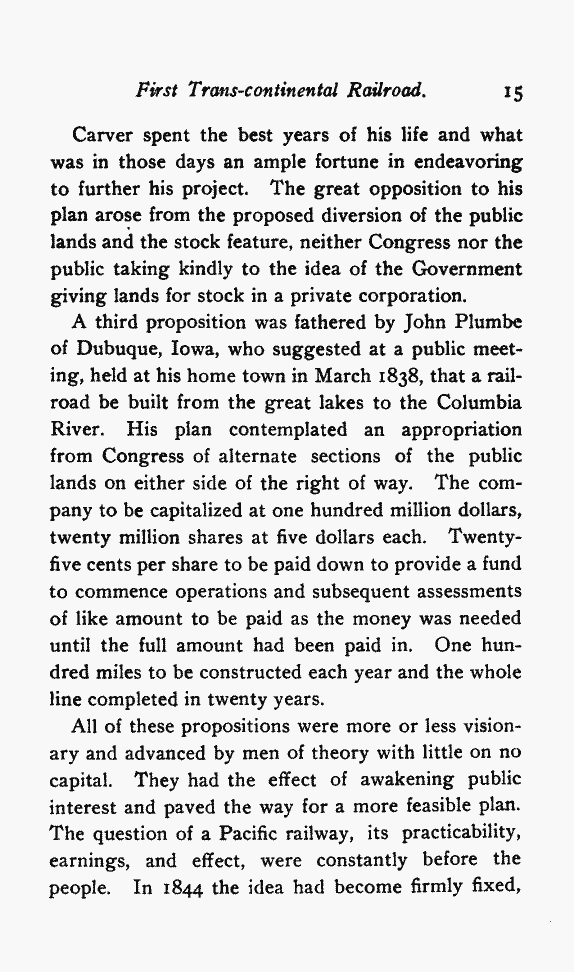 First Trans-continental Railroad. 15
Carver spent the best years of his life and what
was in those days an ample fortune in endeavoring
to further his project. The great opposition to his
plan arose from the proposed diversion of the public
lands and the stock feature, neither Congress nor the
public taking kindly to the idea of the Government
giving lands for stock in a private corporation.
A third proposition was fathered by John Plumbe
of Dubuque, Iowa, who suggested at a public meet-
ing, held at his home town in March 1838, that a rail-
road be built from the great lakes to the Columbia
River. His plan contemplated an appropriation
from Congress of alternate sections of the public
lands on either side of the right of way. The com-
pany to be capitalized at one hundred million dollars,
twenty million shares at five dollars each. Twenty-
five cents per share to be paid down to provide a fund
to commence operations and subsequent assessments
of like amount to be paid as the money was needed
until the full amount had been paid in. One hun-
dred miles to be constructed each year and the whole
line completed in twenty years.
All of these propositions were more or less vision-
ary and advanced by men of theory with little on no
capital. They had the effect of awakening public
interest and paved the way for a more feasible plan.
The question of a Pacific railway, its practicability,
earnings, and effect, were constantly before the
people. In 1844 the idea had become firmly fixed,